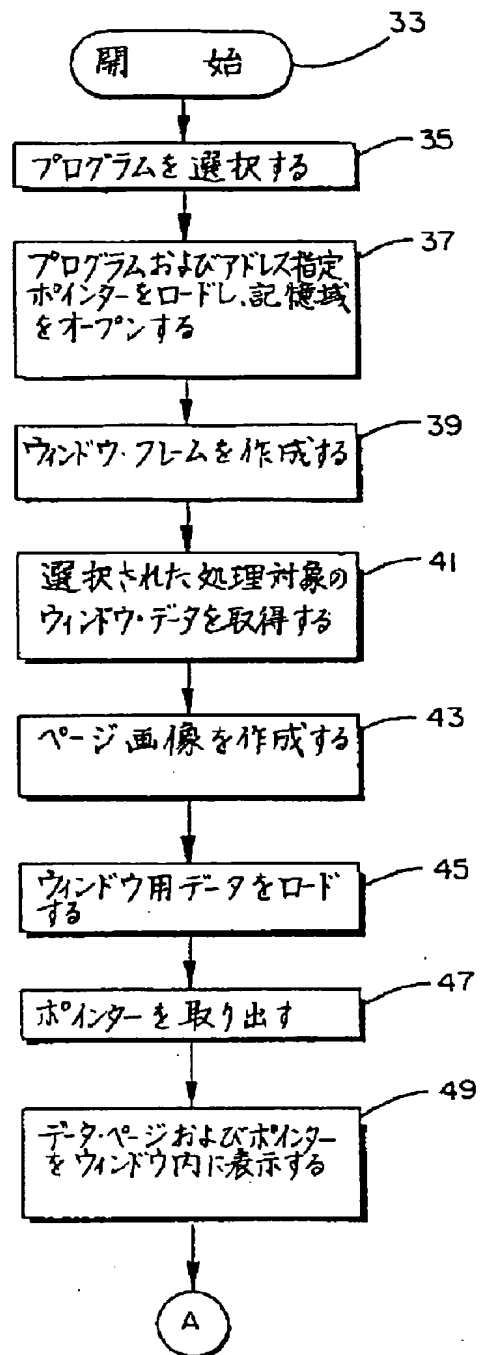 開 始
33
プログラムを選択する
35
プログラムおよびアドレス指定
ポインターをロードし、記憶域
をオープンする
37
ウィンドウ・フレームを作成する
39
選択された処理対象の
ウィンドウ・データを取得する
41
ページ画像を作成する
43
ウィンドウ用データをロード
する
45
ポインターを取り出す
47
データ・ページおよびポインター
をウィンドウ内に表示する
49
A